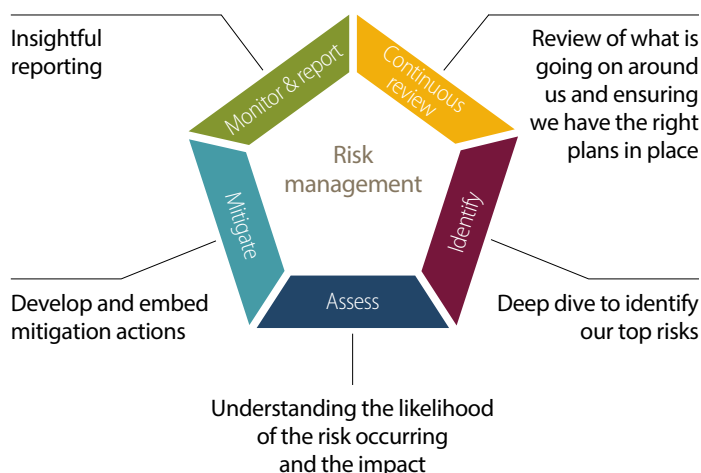 Insightful
reporting
Monitor & report
Continuous
review
Review of what is
going on around
us and ensuring
we have the right
plans in place
Risk
management
Mitigate
Identify
Develop and embed
mitigation actions
Assess
Deep dive to identify
our top risks
Understanding the likelihood
of the risk occurring
and the impact